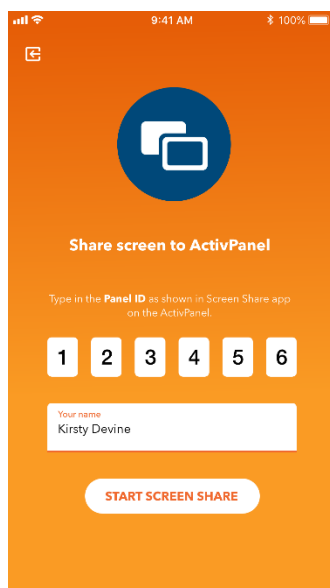 9:41 AM
100%
Share screen to ActivPanel
Type in the Panel ID as shown in Screen Share app
on the ActivPanel.
1 2 3 4 5 6
Your name
Kirsty Devine
START SCREEN SHARE